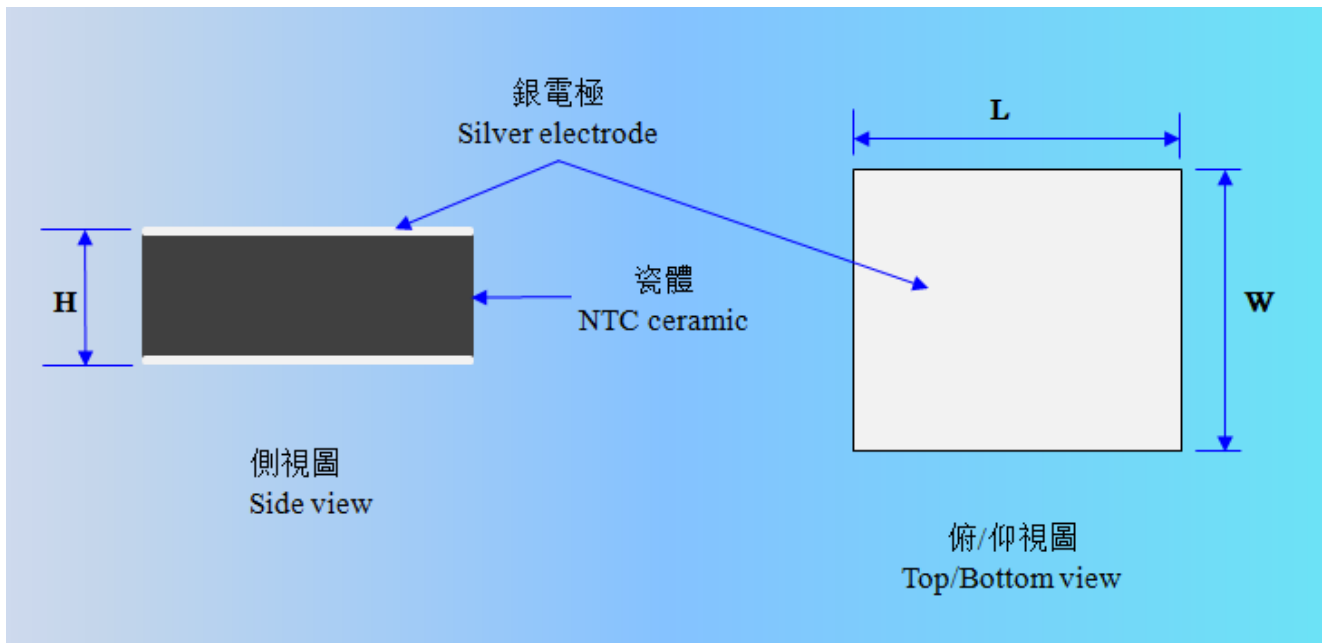 銀電極
Silver electrode
L
H
瓷體
NTC ceramic
W
側視圖
Side view
俯/仰視圖
Top/Bottom view